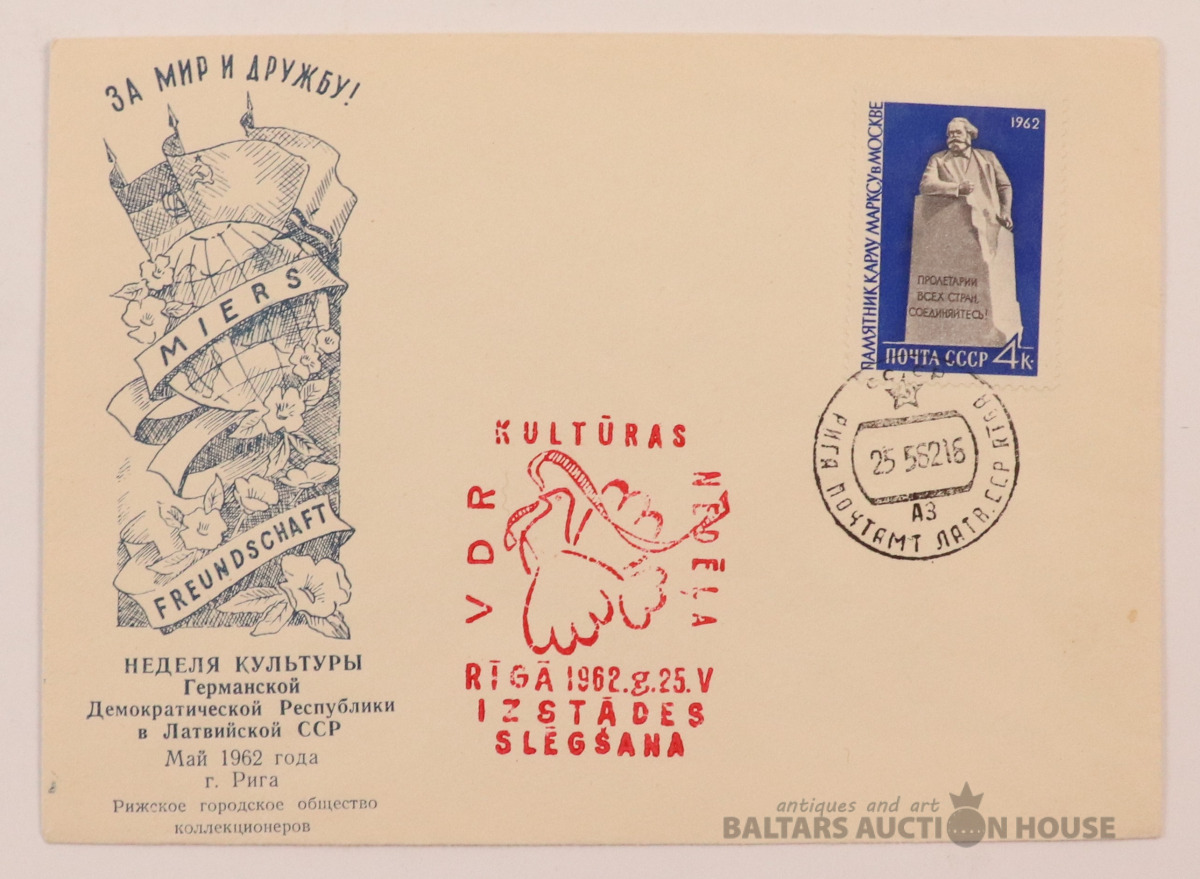 ЗА МИР И ДРУЖБУ!
MIERS
FREUNDSCHAFT
НЕДЕЛЯ КУЛЬТУРЫ
Германской
Демократической Республики
в Латвийской ССР
Май 1962 года
г. Рига
Рижское городское общество
коллекционеров
VDR
KULTŪRAS
NEDĒĻA
RĪGĀ 1962.g.25.V
IZSTĀDES
SLĒGŠANA
ПАМЯТНИК КАРЛУ МАРКСУ в МОСКВЕ
1962
ПРОЛЕТАРИИ
ВСЕХ СТРАН,
СОЕДИНЯЙТЕСЬ!
ПОЧТА СССР 4 К.
РИГА ПОЧТАМТ ЛАТВ. ССР
25 5 62 16
А3
antiques and art
BALTARS AUCTION HOUSE